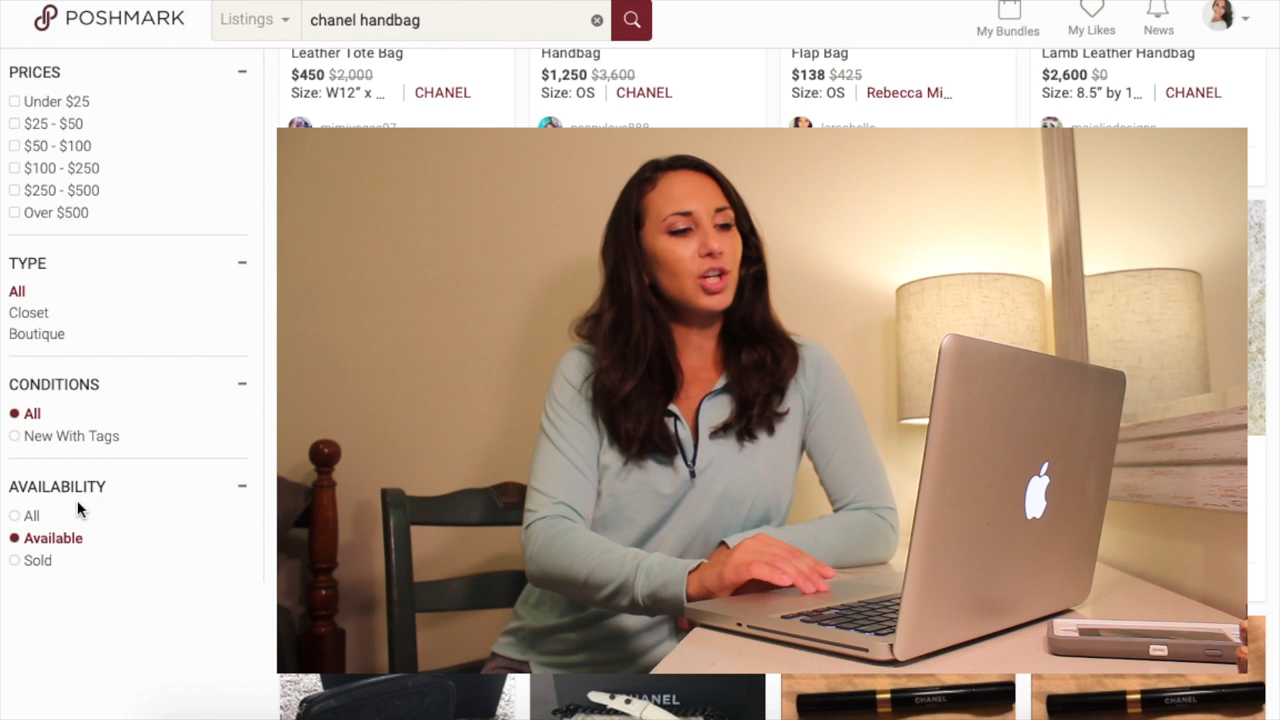 POSHMARK
Listings
chanel handbag
My Bundles
My Likes
News
PRICES
Under $25
$25 - $50
$50 - $100
$100 - $250
$250 - $500
Over $500
TYPE
All
Closet
Boutique
CONDITIONS
All
New With Tags
AVAILABILITY
All
Available
Sold
Leather Tote Bag
$450 $2,000
Size: W12” x ... CHANEL
Handbag
$1,250 $3,600
Size: OS CHANEL
Flap Bag
$138 $425
Size: OS Rebecca Mi...
Lamb Leather Handbag
$2,600 $0
Size: 8.5” by 1... CHANEL
CHANEL
CHANEL
CHANEL